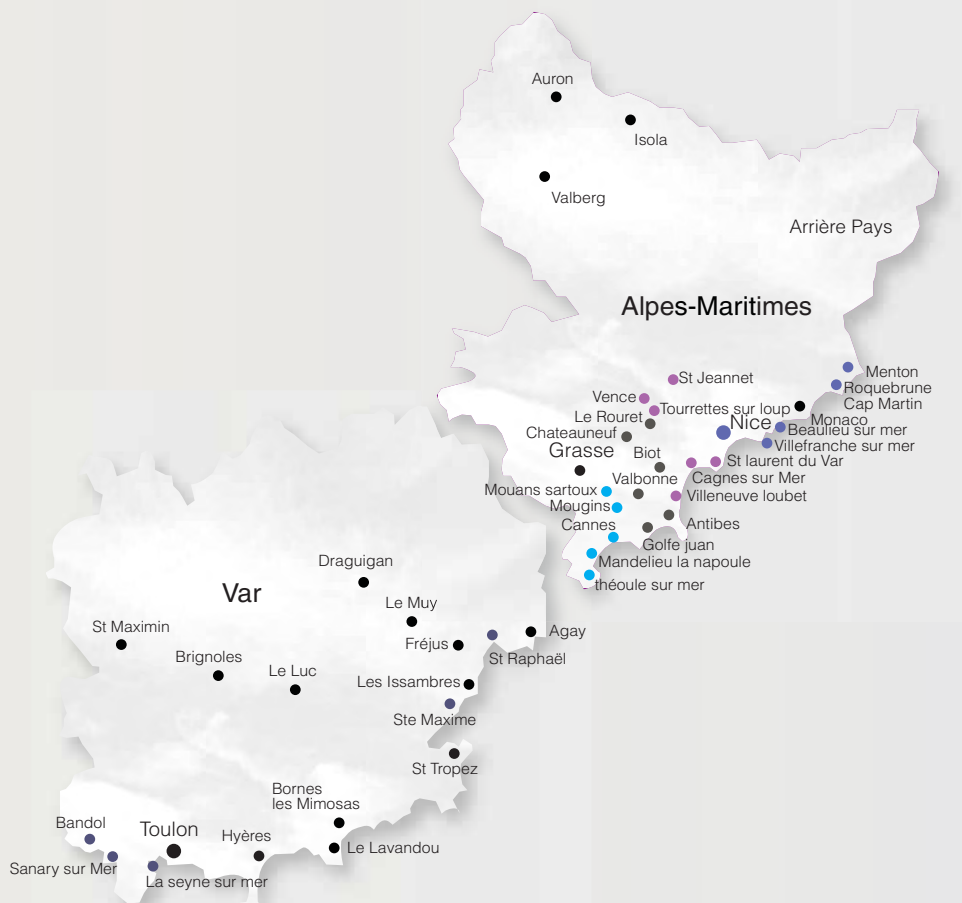 Auron
Isola
Valberg
Arrière Pays
Alpes-Maritimes
Menton
St Jeannet
Roquebrune
Cap Martin
Vence
Tourrettes sur loup
Le Rouret
Monaco
Nice
Beaulieu sur mer
Chateauneuf
Villefranche sur mer
Grasse
Biot
St laurent du Var
Cagnes sur Mer
Valbonne
Mouans sartoux
Villeneuve loubet
Mougins
Cannes
Antibes
Golfe juan
Mandelieu la napoule
théoule sur mer
Draguigan
Var
Le Muy
St Maximin
Agay
Fréjus
St Raphaël
Brignoles
Le Luc
Les Issambres
Ste Maxime
St Tropez
Bornes
les Mimosas
Bandol
Toulon
Hyères
Le Lavandou
Sanary sur Mer
La seyne sur mer